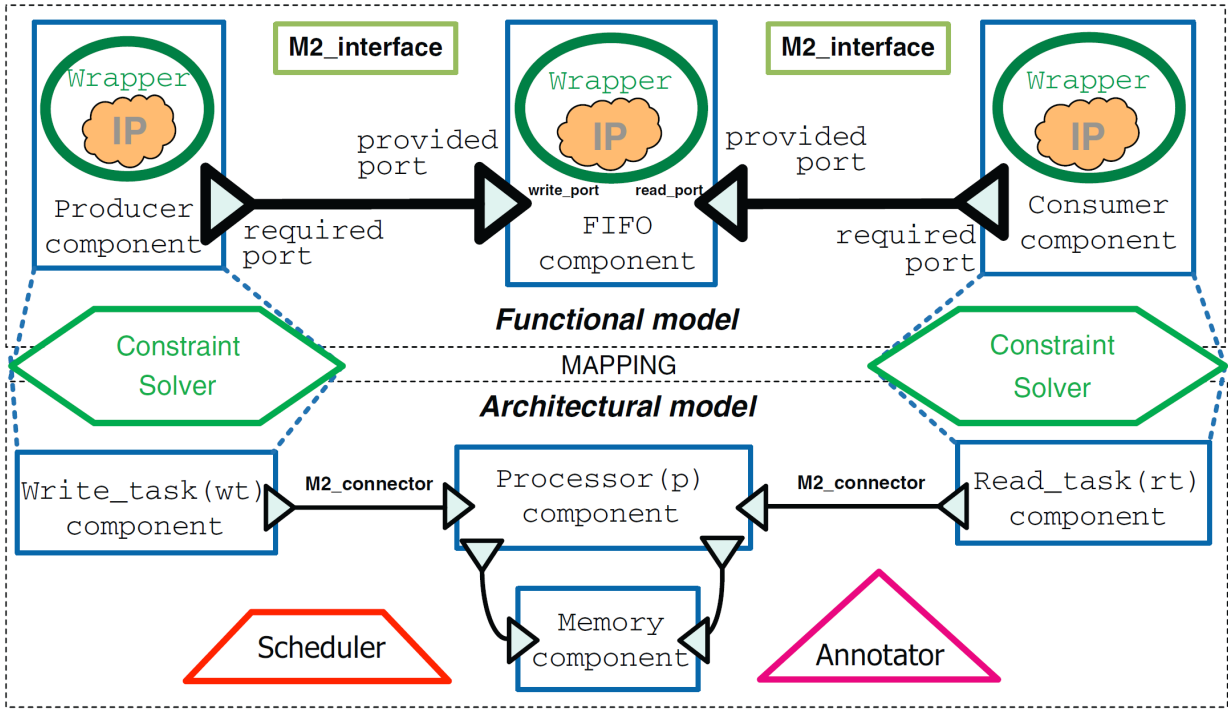 M2_interface
M2_interface
Wrapper
IP
Wrapper
IP
Wrapper
IP
provided
port
provided
port
write_port
read_port
Producer
component
required
port
FIFO
component
required
port
Consumer
component
Functional model
Constraint
Solver
MAPPING
Constraint
Solver
Architectural model
Write_task(wt)
component
M2_connector
Processor(p)
component
M2_connector
Read_task(rt)
component
Scheduler
Memory
component
Annotator